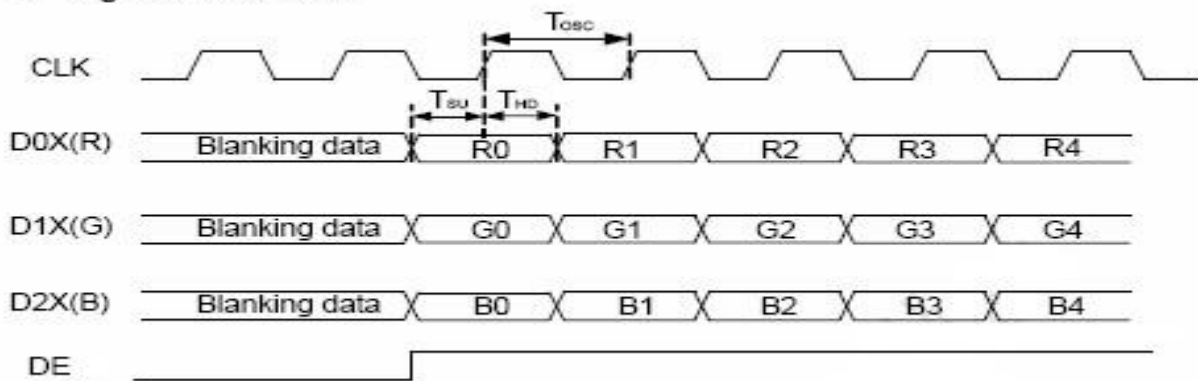 Tosc
CLK
TSU THD
D0X(R) Blanking data R0 R1 R2 R3 R4
D1X(G) Blanking data G0 G1 G2 G3 G4
D2X(B) Blanking data B0 B1 B2 B3 B4
DE